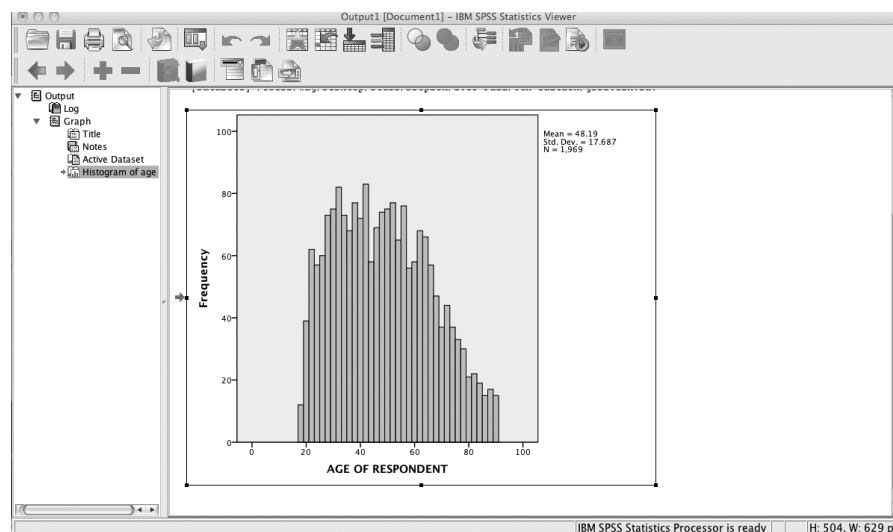 Output1 [Document1] – IBM SPSS Statistics Viewer
Output
Log
Graph
Title
Notes
Active Dataset
Histogram of age
Mean = 48.19
Std. Dev. = 17.687
N = 1,969
100
80
60
40
20
0
Frequency
0 20 40 60 80 100
AGE OF RESPONDENT
IBM SPSS Statistics Processor is ready H: 504, W: 629 p